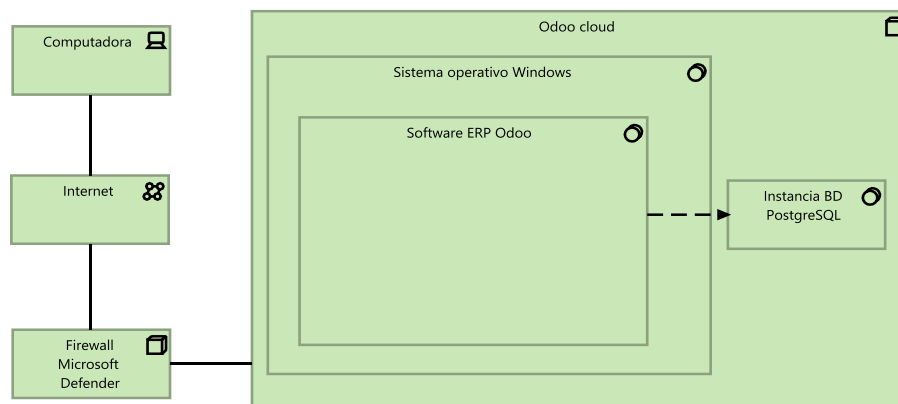 Computadora
Odoo cloud
Sistema operativo Windows
Software ERP Odoo
Internet
Instancia BD
PostgreSQL
Firewall
Microsoft
Defender